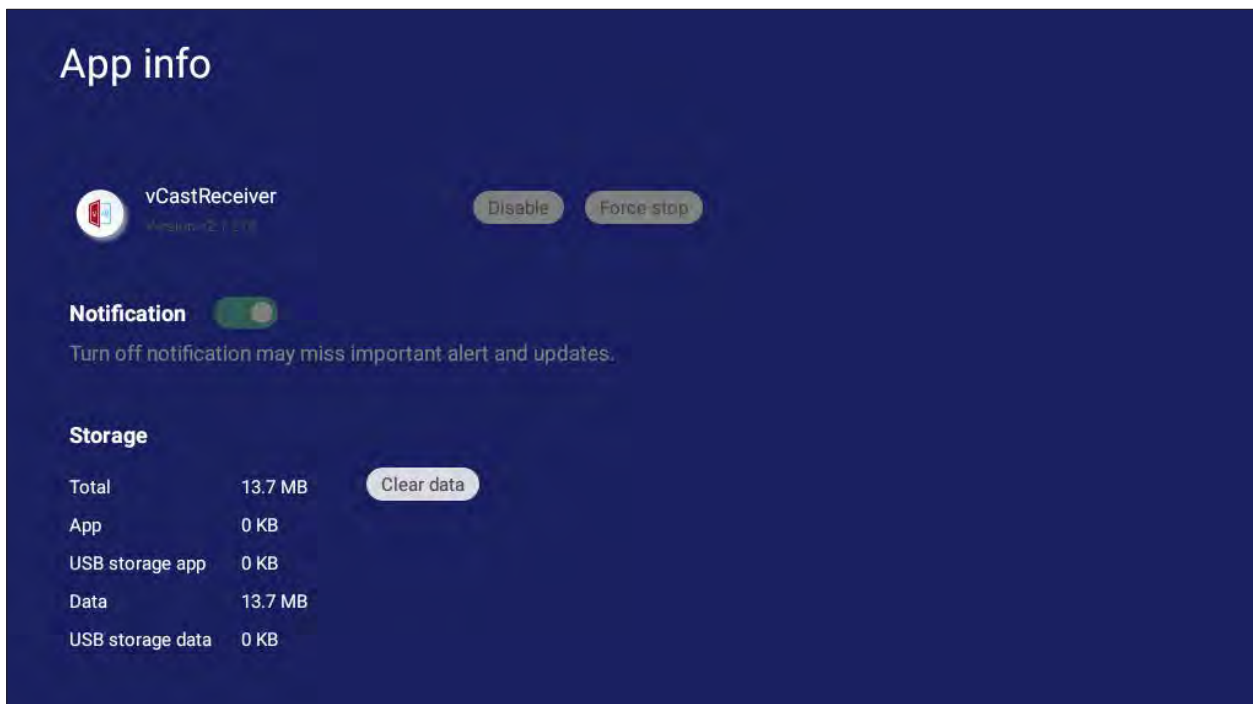 App info
vCastReceiver
Disable Force stop
Notification
Turn off notification may miss important alert and updates.
Storage
Total 13.7 MB Clear data
App 0 KB
USB storage app 0 KB
Data 13.7 MB
USB storage data 0 KB